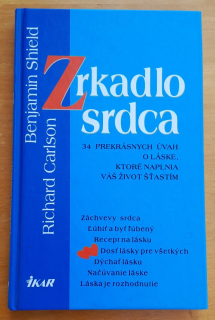 Benjamin Shield
Richard Carlson
Zrkadlo
srdca
34 PREKRÁSNYCH ÚVAH
O LÁSKE,
KTORÉ NAPLNIA
VÁŠ ŽIVOT ŠŤASTÍM
Záchvevy srdca
Ľúbiť a byť ľúbený
Recept na lásku
Dosť lásky pre všetkých
Dýchať lásku
Načúvanie láske
Láska je rozhodnutie
IKAR